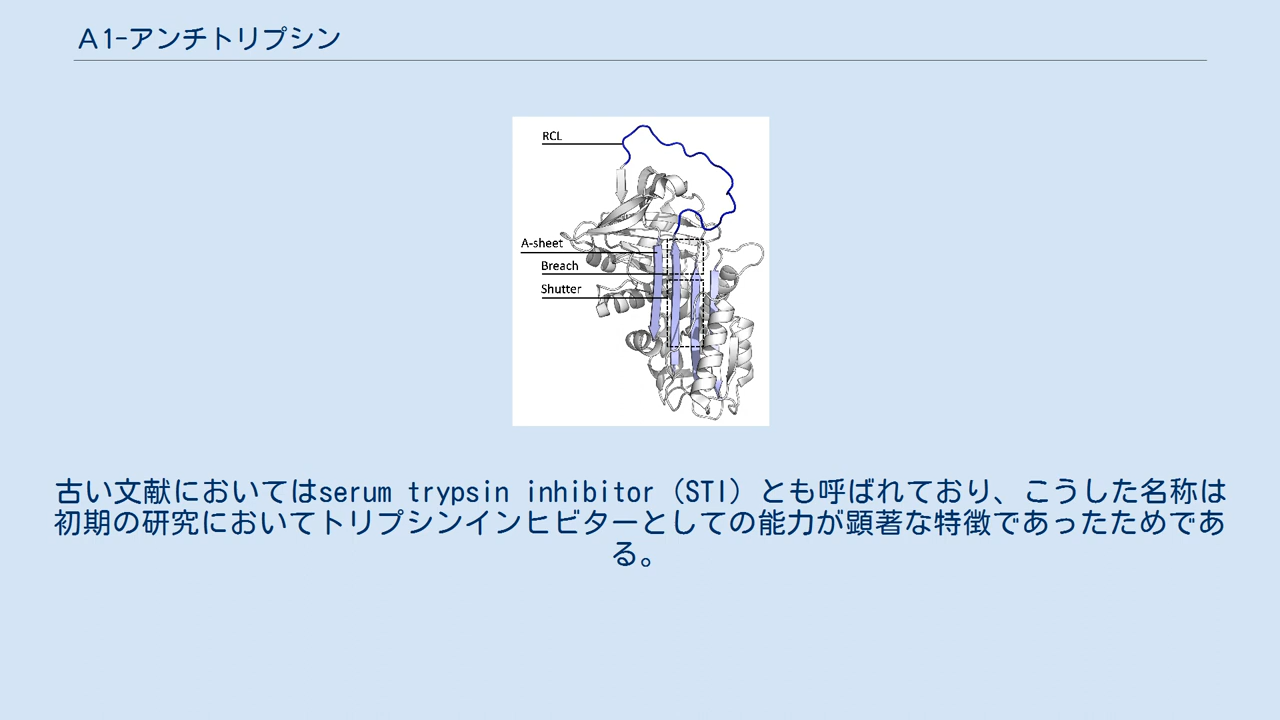 Α1-アンチトリプシン
RCL
A-sheet
Breach
Shutter
古い文献においてはserum trypsin inhibitor（STI）とも呼ばれており、こうした名称は
初期の研究においてトリプシンインヒビターとしての能力が顕著な特徴であったためであ
る。